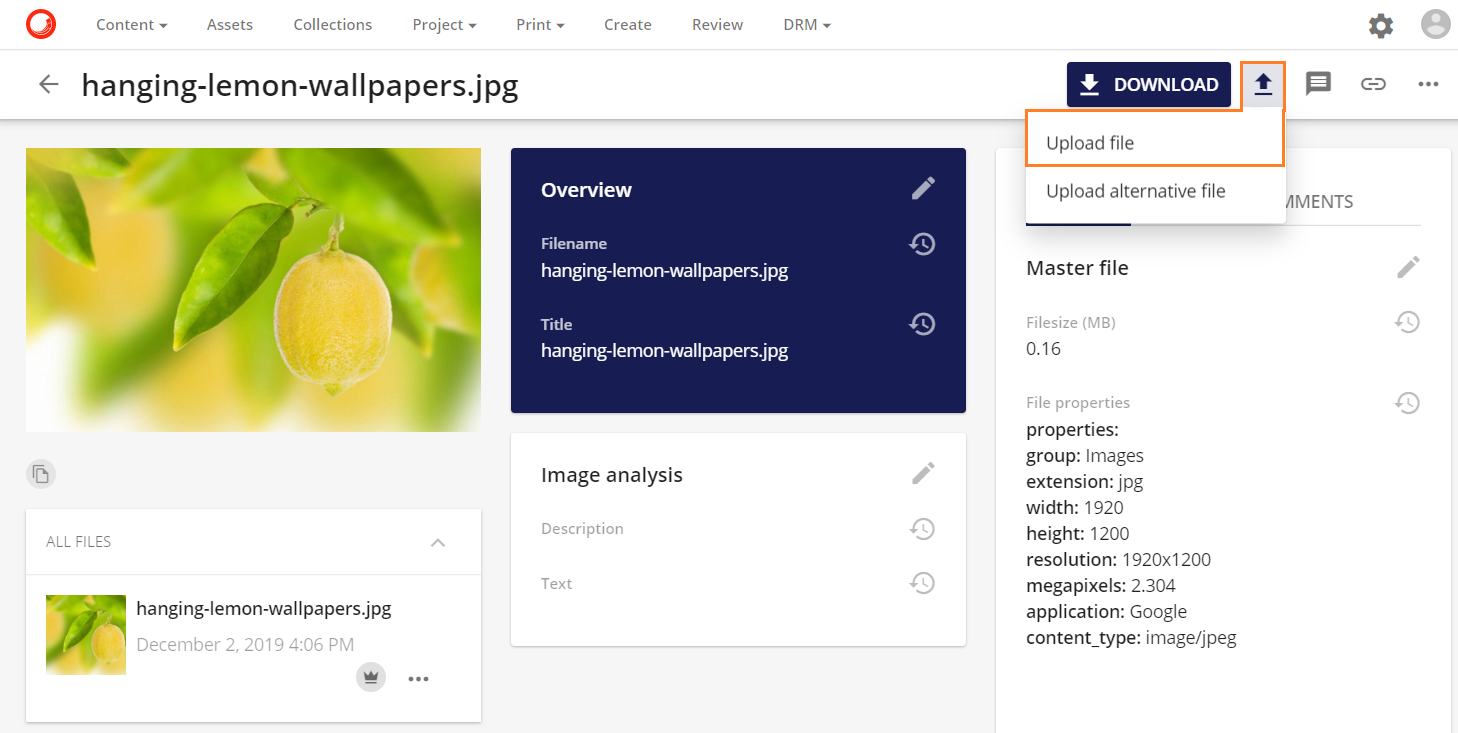 Content Assets Collections Project Print Create Review DRM
hanging-lemon-wallpapers.jpg
DOWNLOAD
Upload file
Upload alternative file
MMENTS
Overview
Filename
hanging-lemon-wallpapers.jpg
Title
hanging-lemon-wallpapers.jpg
Image analysis
Description
Text
Master file
Filesize (MB)
0.16
File properties
properties:
group: Images
extension: jpg
width: 1920
height: 1200
resolution: 1920x1200
megapixels: 2.304
application: Google
content_type: image/jpeg
ALL FILES
hanging-lemon-wallpapers.jpg
December 2, 2019 4:06 PM